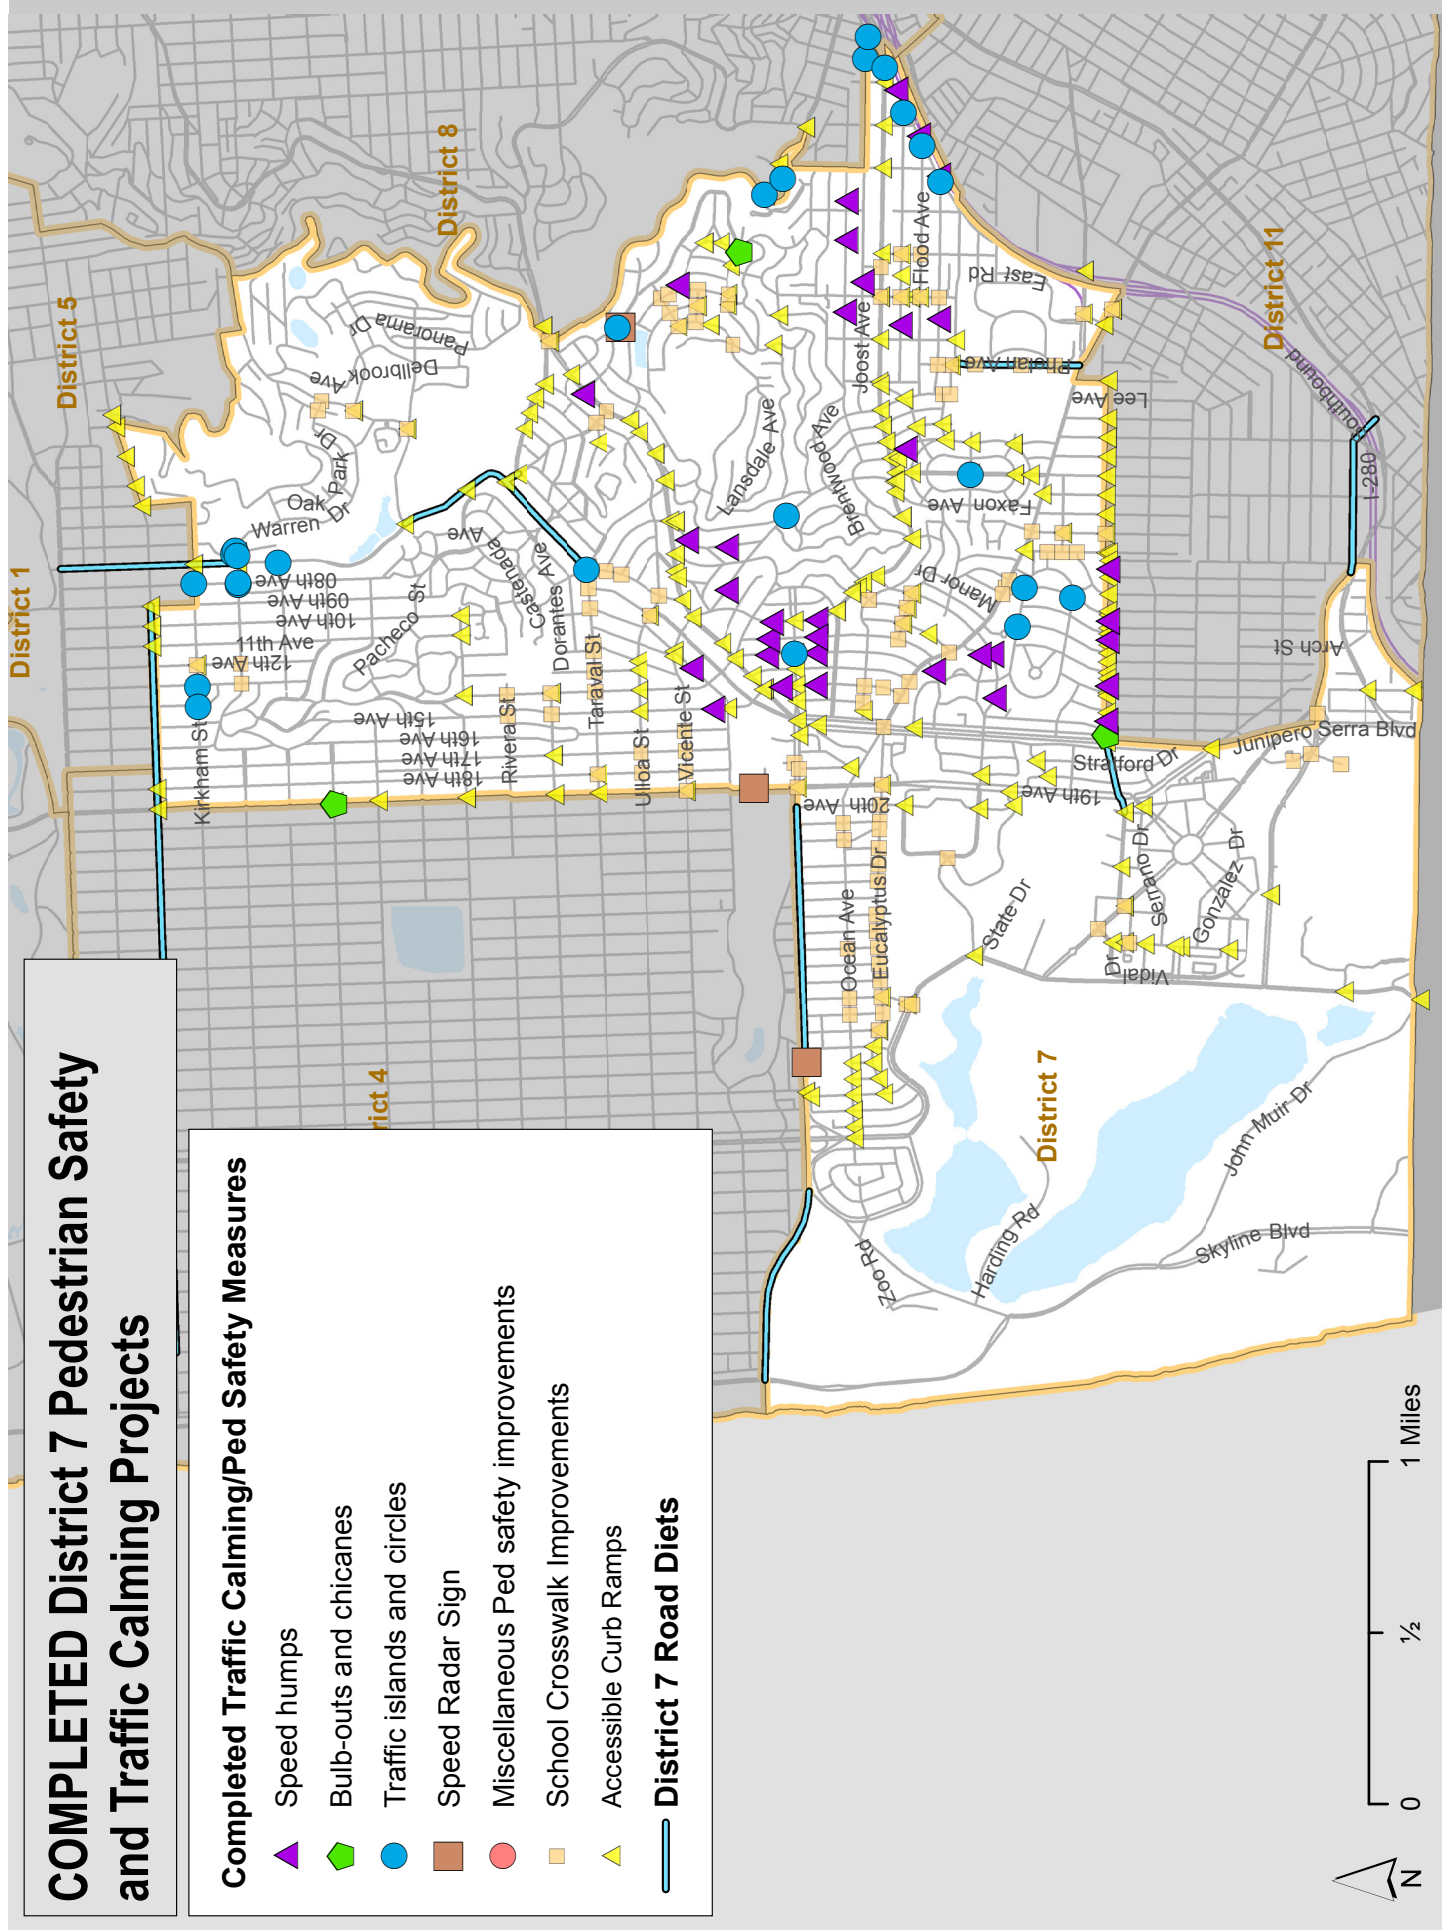 COMPLETED District 7 Pedestrian Safety
and Traffic Calming Projects
Completed Traffic Calming/Ped Safety Measures
Speed humps
Bulb-outs and chicanes
Traffic islands and circles
Speed Radar Sign
Miscellaneous Ped safety improvements
School Crosswalk Improvements
Accessible Curb Ramps
District 7 Road Diets
0
½
1 Miles
N
District 1
District 5
District 8
rict 4
District 7
District 11
Panorama Dr
Dellbrook Ave
Oak Park Dr
Warren Dr
08th Ave
09th Ave
10th Ave
11th Ave
12th Ave
15th Ave
16th Ave
17th Ave
18th Ave
Kirkham St
Pacheco St
Castenada Ave
Dorantes Ave
Rivera St
Taraval St
Ulloa St
Vicente St
Lansdale Ave
Brentwood Ave
Joost Ave
Flood Ave
East Rd
Phelan Ave
Lee Ave
Faxon Ave
Manor Dr
Southbound
I-280
Arch St
Junipero Serra Blvd
Stratford Dr
19th Ave
20th Ave
Ocean Ave
Eucalyptus Dr
State Dr
Serrano Dr
Gonzalez Dr
Vidal Dr
John Muir Dr
Skyline Blvd
Harding Rd
Zoo Rd